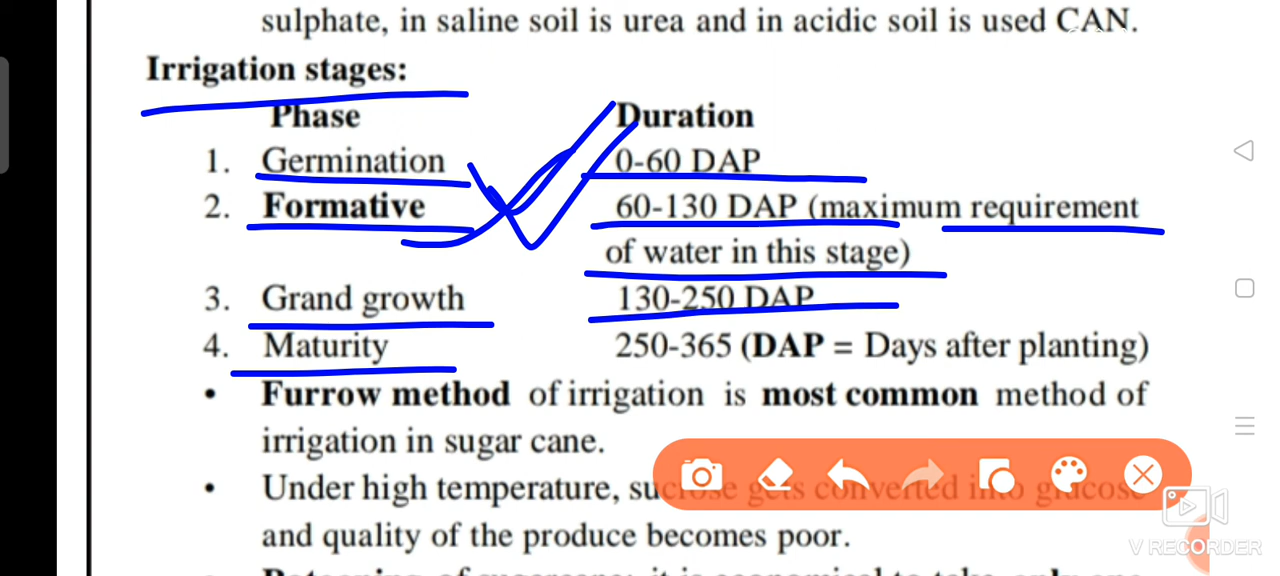 sulphate, in saline soil is urea and in acidic soil is used CAN.
Irrigation stages:
Phase Duration
1. Germination 0-60 DAP
2. Formative 60-130 DAP (maximum requirement
of water in this stage)
3. Grand growth 130-250 DAP
4. Maturity 250-365 (DAP = Days after planting)
• Furrow method of irrigation is most common method of
irrigation in sugar cane.
• Under high temperature, sucrose gets converted into glucose
and quality of the produce becomes poor.
V RECORDER